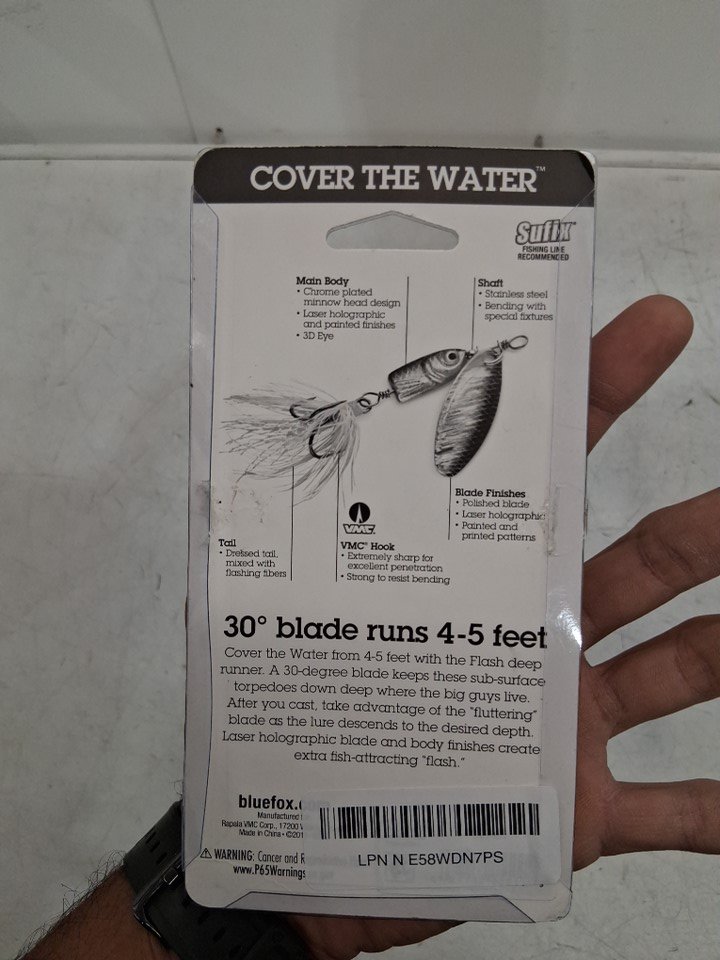 COVER THE WATER™
Sufix
FISHING LINE
RECOMMENDED
Main Body
• Chrome plated
minnow head design
• Laser holographic
and painted finishes
• 3D Eye
Shaft
• Stainless steel
• Bending with
special fixtures
Blade Finishes
• Polished blade
• Laser holographic
• Painted and
printed patterns
VMC
Tail
• Dressed tail,
mixed with
flashing fibers
VMC® Hook
• Extremely sharp for
excellent penetration
• Strong to resist bending
30° blade runs 4-5 feet
Cover the Water from 4-5 feet with the Flash deep
runner. A 30-degree blade keeps these sub-surface
torpedoes down deep where the big guys live.
After you cast, take advantage of the "fluttering"
blade as the lure descends to the desired depth.
Laser holographic blade and body finishes create
extra fish-attracting "flash."
bluefox.
Manufactured
Rapala VMC Corp., 17200
Made in China • ©201
⚠ WARNING: Cancer and R
www.P65Warnings
LPN N E58WDN7PS